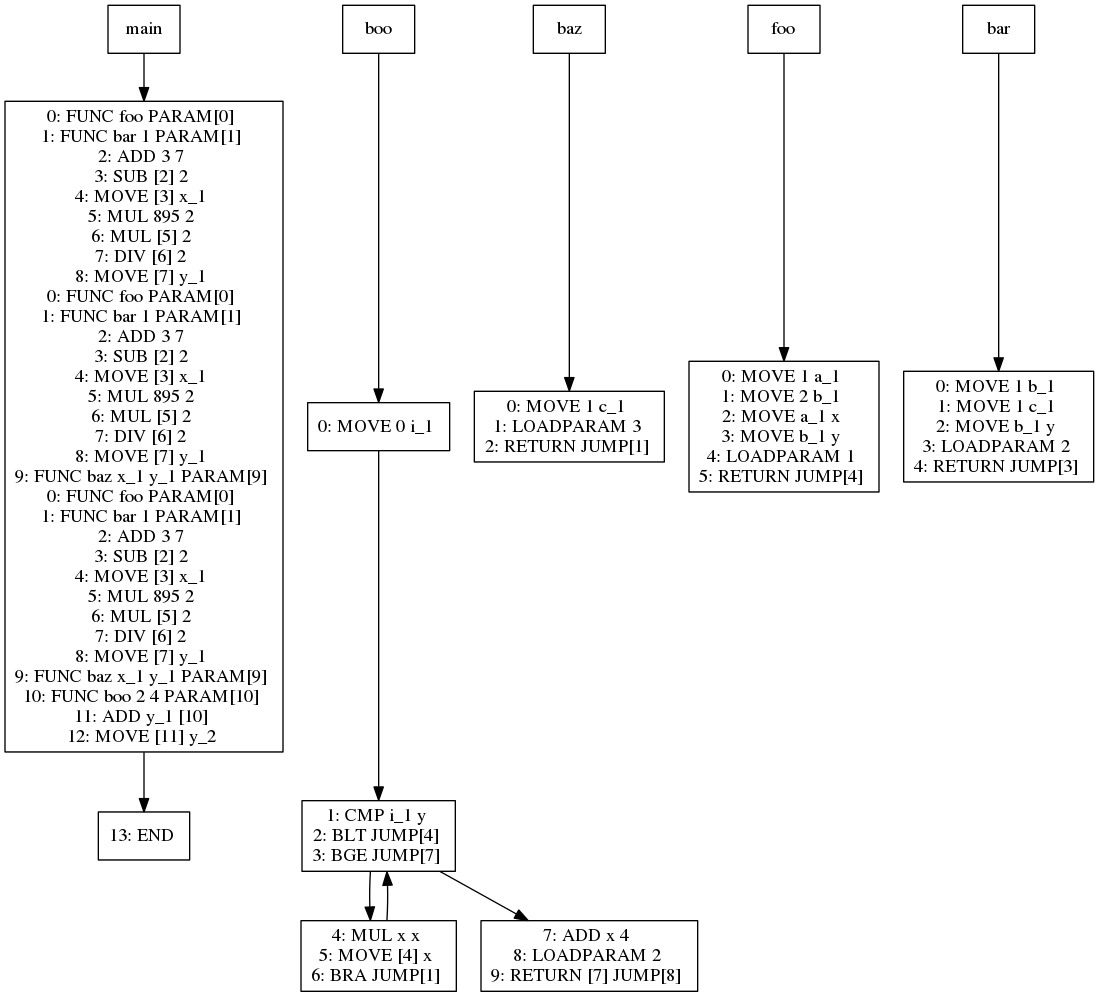 main
boo
baz
foo
bar
0: FUNC foo PARAM[0]
1: FUNC bar 1 PARAM[1]
2: ADD 3 7
3: SUB [2] 2
4: MOVE [3] x_1
5: MUL 895 2
6: MUL [5] 2
7: DIV [6] 2
8: MOVE [7] y_1
0: FUNC foo PARAM[0]
1: FUNC bar 1 PARAM[1]
2: ADD 3 7
3: SUB [2] 2
4: MOVE [3] x_1
5: MUL 895 2
6: MUL [5] 2
7: DIV [6] 2
8: MOVE [7] y_1
9: FUNC baz x_1 y_1 PARAM[9]
0: FUNC foo PARAM[0]
1: FUNC bar 1 PARAM[1]
2: ADD 3 7
3: SUB [2] 2
4: MOVE [3] x_1
5: MUL 895 2
6: MUL [5] 2
7: DIV [6] 2
8: MOVE [7] y_1
9: FUNC baz x_1 y_1 PARAM[9]
10: FUNC boo 2 4 PARAM[10]
11: ADD y_1 [10]
12: MOVE [11] y_2
13: END
0: MOVE 0 i_1
1: CMP i_1 y
2: BLT JUMP[4]
3: BGE JUMP[7]
4: MUL x x
5: MOVE [4] x
6: BRA JUMP[1]
7: ADD x 4
8: LOADPARAM 2
9: RETURN [7] JUMP[8]
0: MOVE 1 c_1
1: LOADPARAM 3
2: RETURN JUMP[1]
0: MOVE 1 a_1
1: MOVE 2 b_1
2: MOVE a_1 x
3: MOVE b_1 y
4: LOADPARAM 1
5: RETURN JUMP[4]
0: MOVE 1 b_1
1: MOVE 1 c_1
2: MOVE b_1 y
3: LOADPARAM 2
4: RETURN JUMP[3]